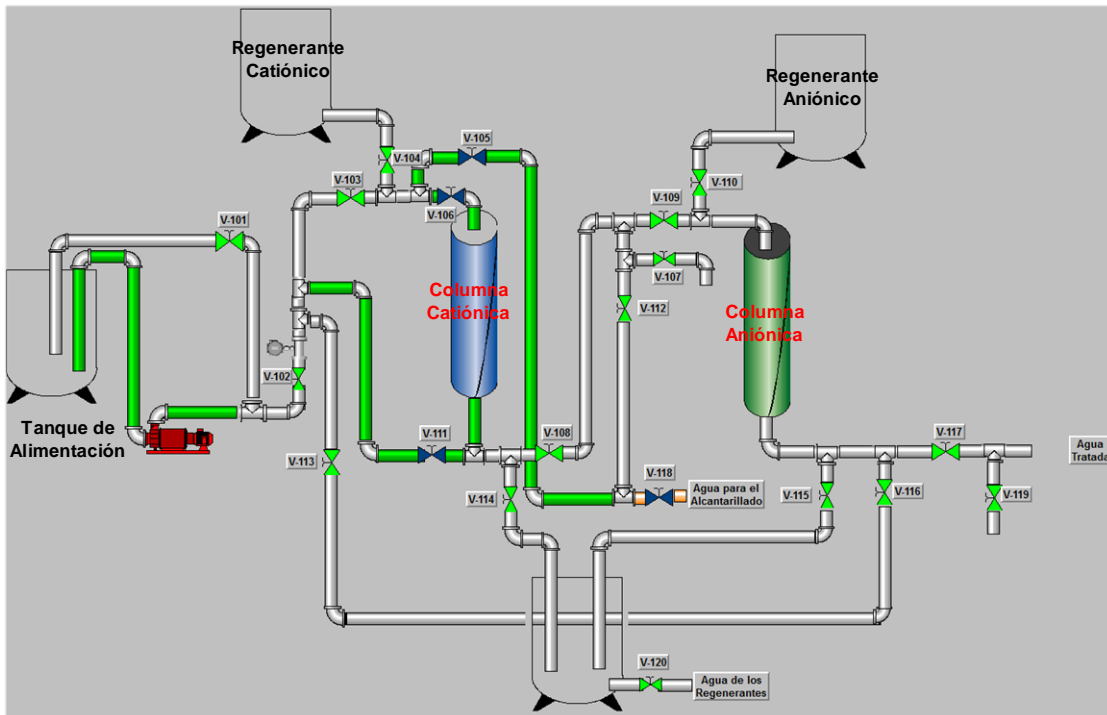 Regenerante
Catiónico
Regenerante
Aniónico
V-105
V-104
V-103
V-106
V-110
V-109
V-101
V-107
Columna
Catiónica
V-112
Columna
Aniónica
V-102
Tanque de
Alimentación
V-111
V-108
V-117
Agua
Tratada
V-113
V-118
Agua para el
Alcantarillado
V-114
V-115
V-116
V-119
V-120
Agua de los
Regenerantes